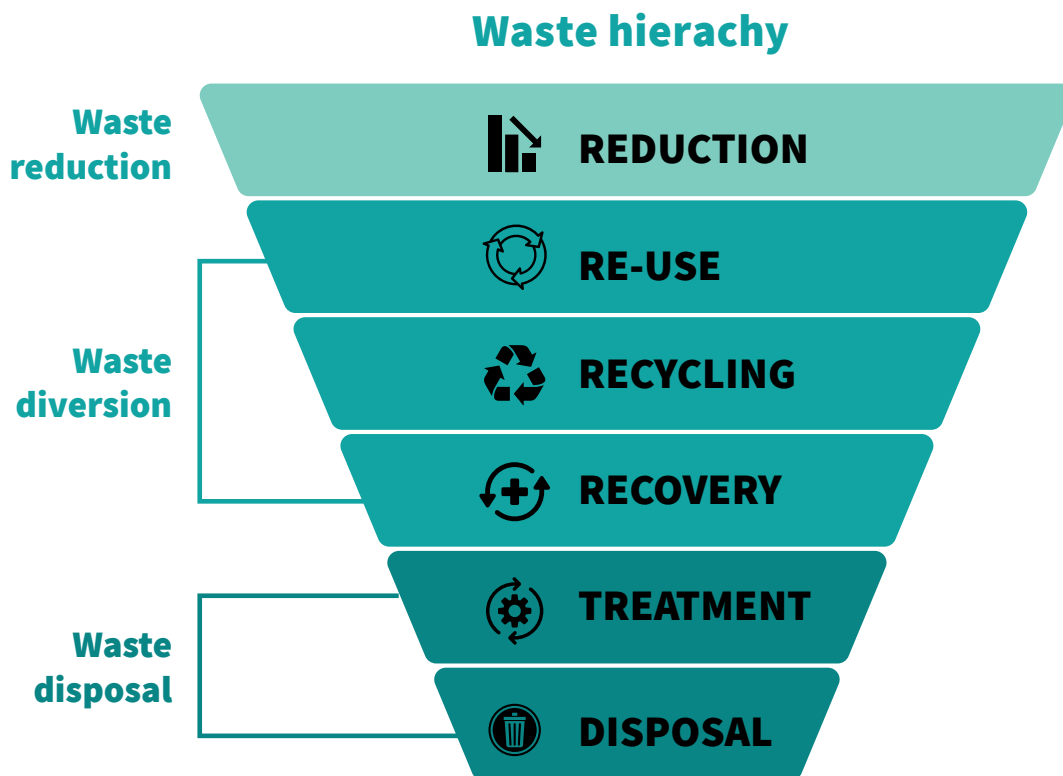 Waste hierachy
Waste
reduction
REDUCTION
RE-USE
Waste
diversion
RECYCLING
RECOVERY
TREATMENT
Waste
disposal
DISPOSAL